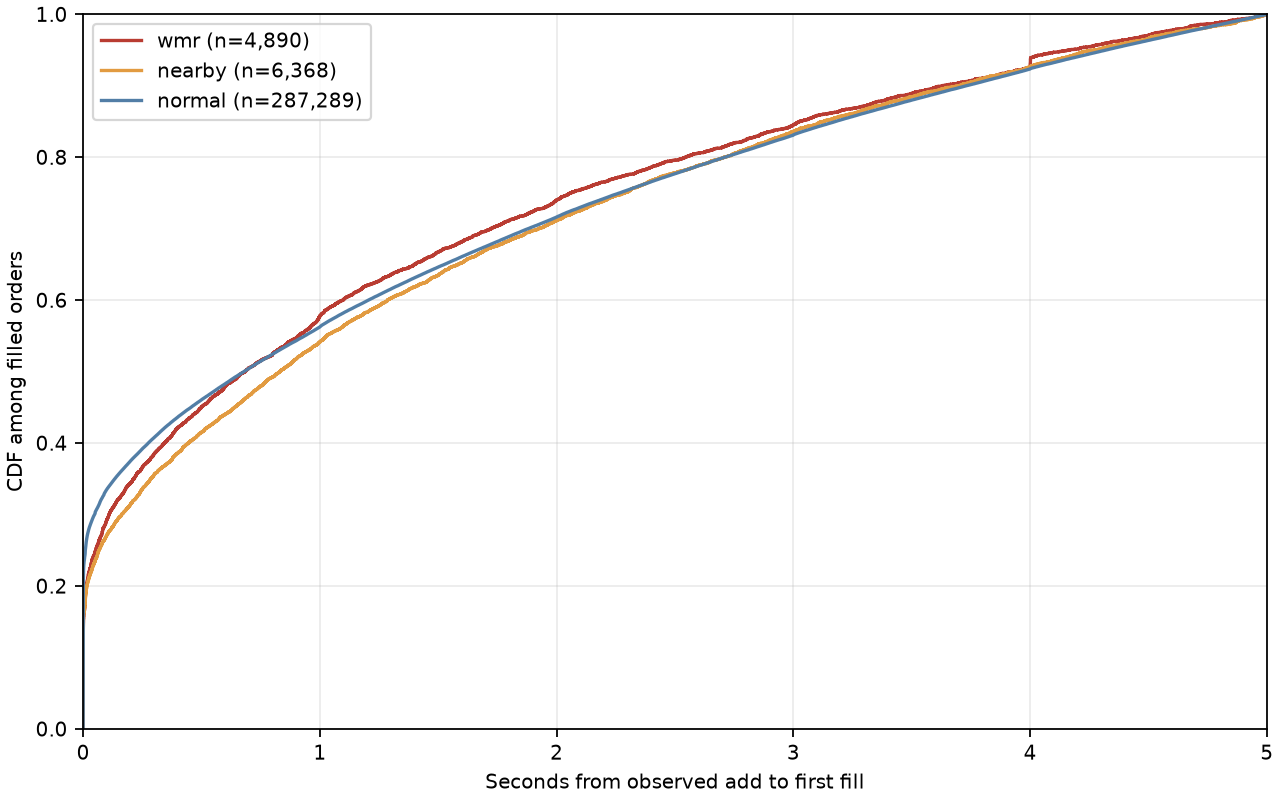 1.0
0.8
0.6
0.4
0.2
0.0
CDF among filled orders
wmr (n=4,890)
nearby (n=6,368)
normal (n=287,289)
0 1 2 3 4 5
Seconds from observed add to first fill